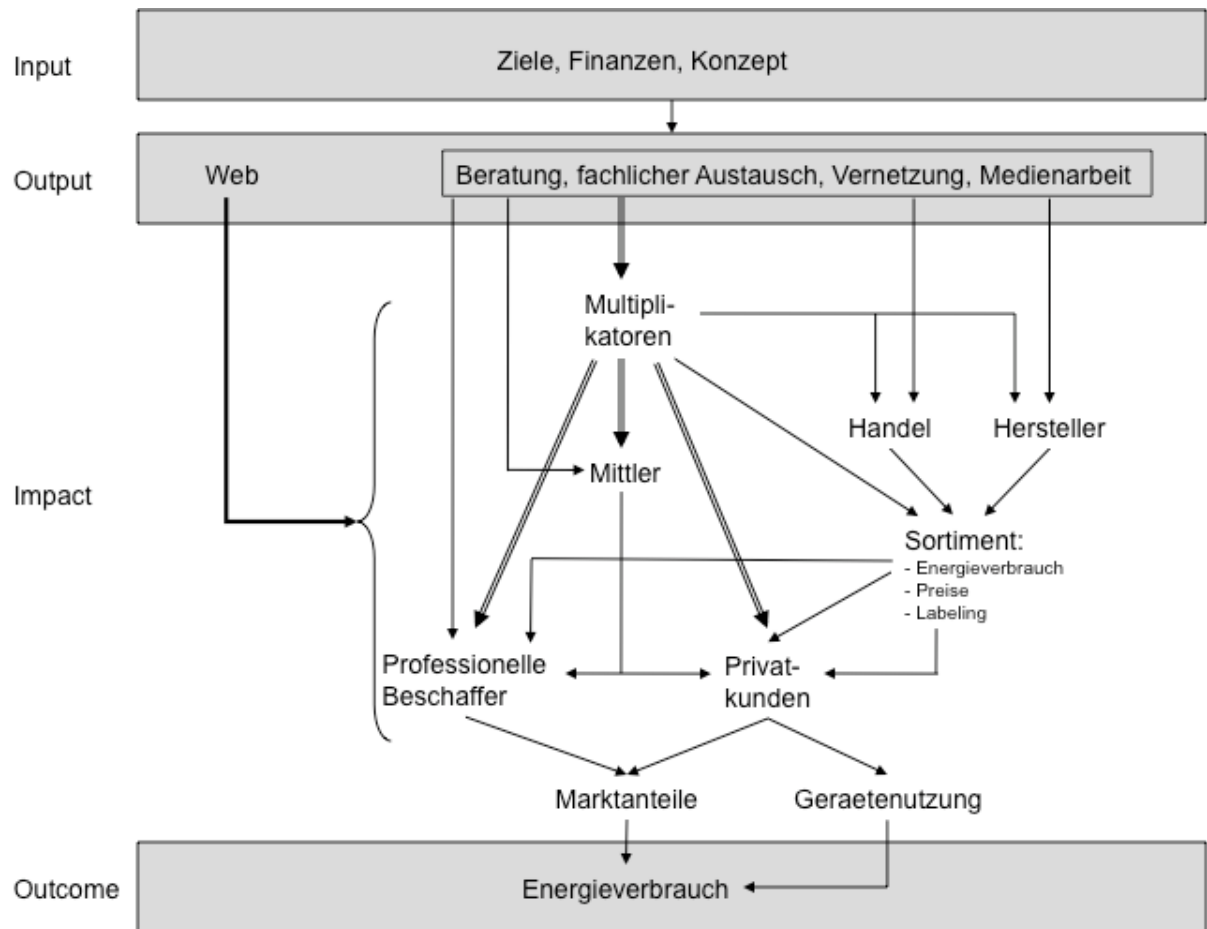 Input
Ziele, Finanzen, Konzept
Output
Web
Beratung, fachlicher Austausch, Vernetzung, Medienarbeit
Multipli-
katoren
Handel
Hersteller
Mittler
Impact
Sortiment:
- Energieverbrauch
- Preise
- Labeling
Professionelle
Beschaffer
Privat-
kunden
Marktanteile
Geraetenutzung
Outcome
Energieverbrauch